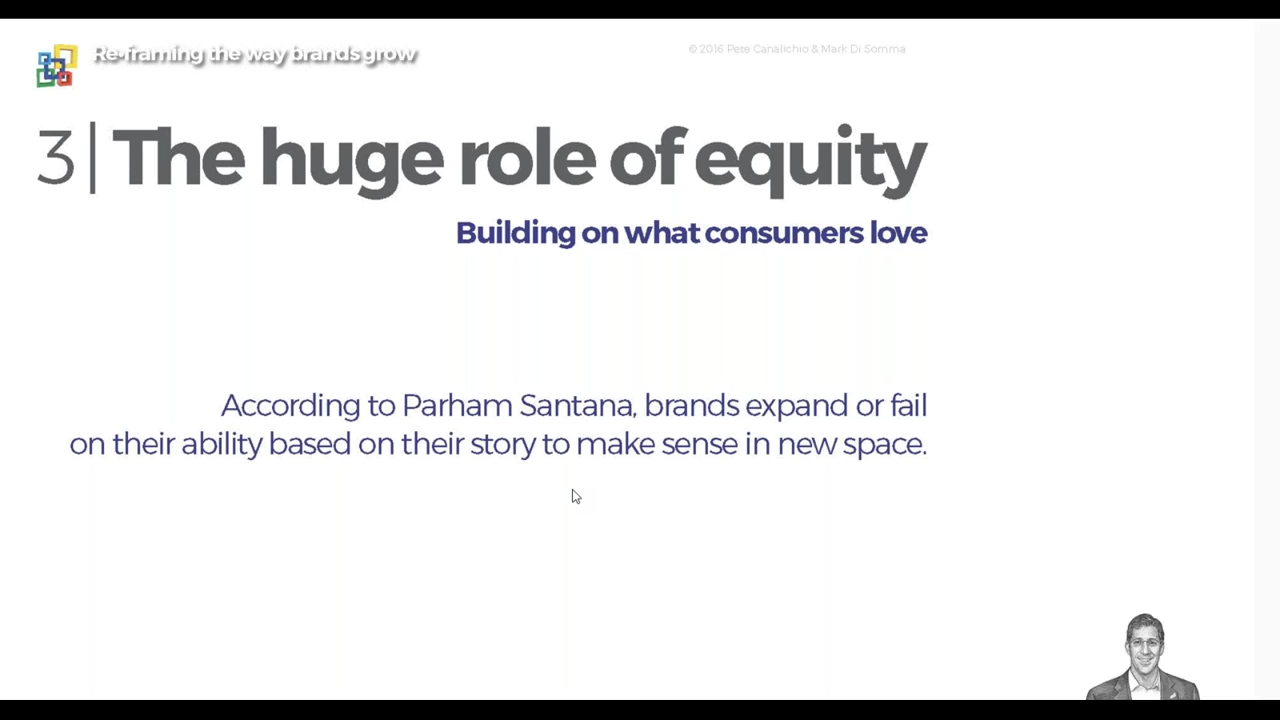 Re-framing the way brands grow
© 2016 Pete Canalichio & Mark Di Somma
3 | The huge role of equity
Building on what consumers love
According to Parham Santana, brands expand or fail
on their ability based on their story to make sense in new space.